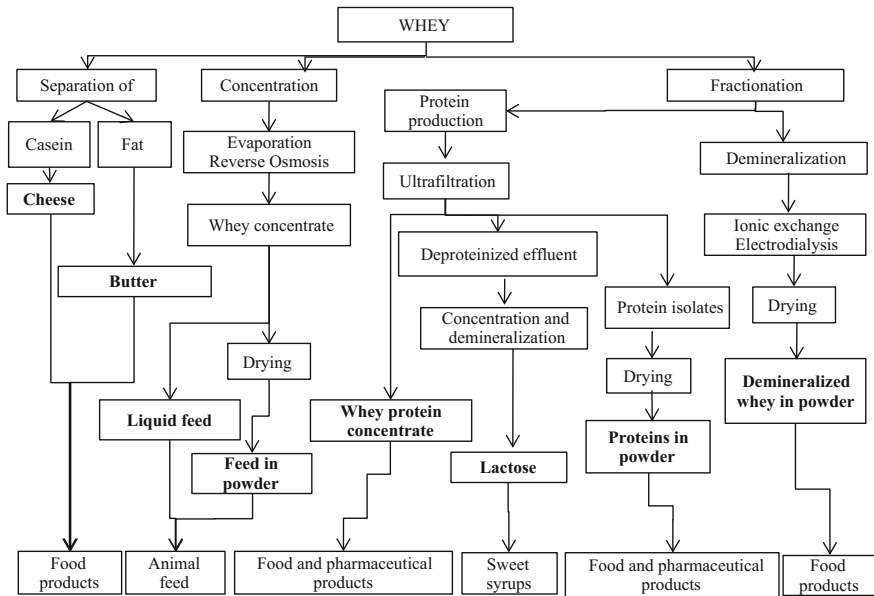 WHEY
Separation of
Concentration
Fractionation
Protein
production
Casein
Fat
Evaporation
Reverse Osmosis
Demineralization
Ultrafiltration
Cheese
Whey concentrate
Ionic exchange
Electrodialysis
Deproteinized effluent
Butter
Protein isolates
Drying
Concentration and
demineralization
Drying
Drying
Demineralized
whey in powder
Liquid feed
Whey protein
concentrate
Proteins in
powder
Feed in
powder
Lactose
Food
products
Animal
feed
Food and pharmaceutical
products
Sweet
syrups
Food and pharmaceutical
products
Food
products